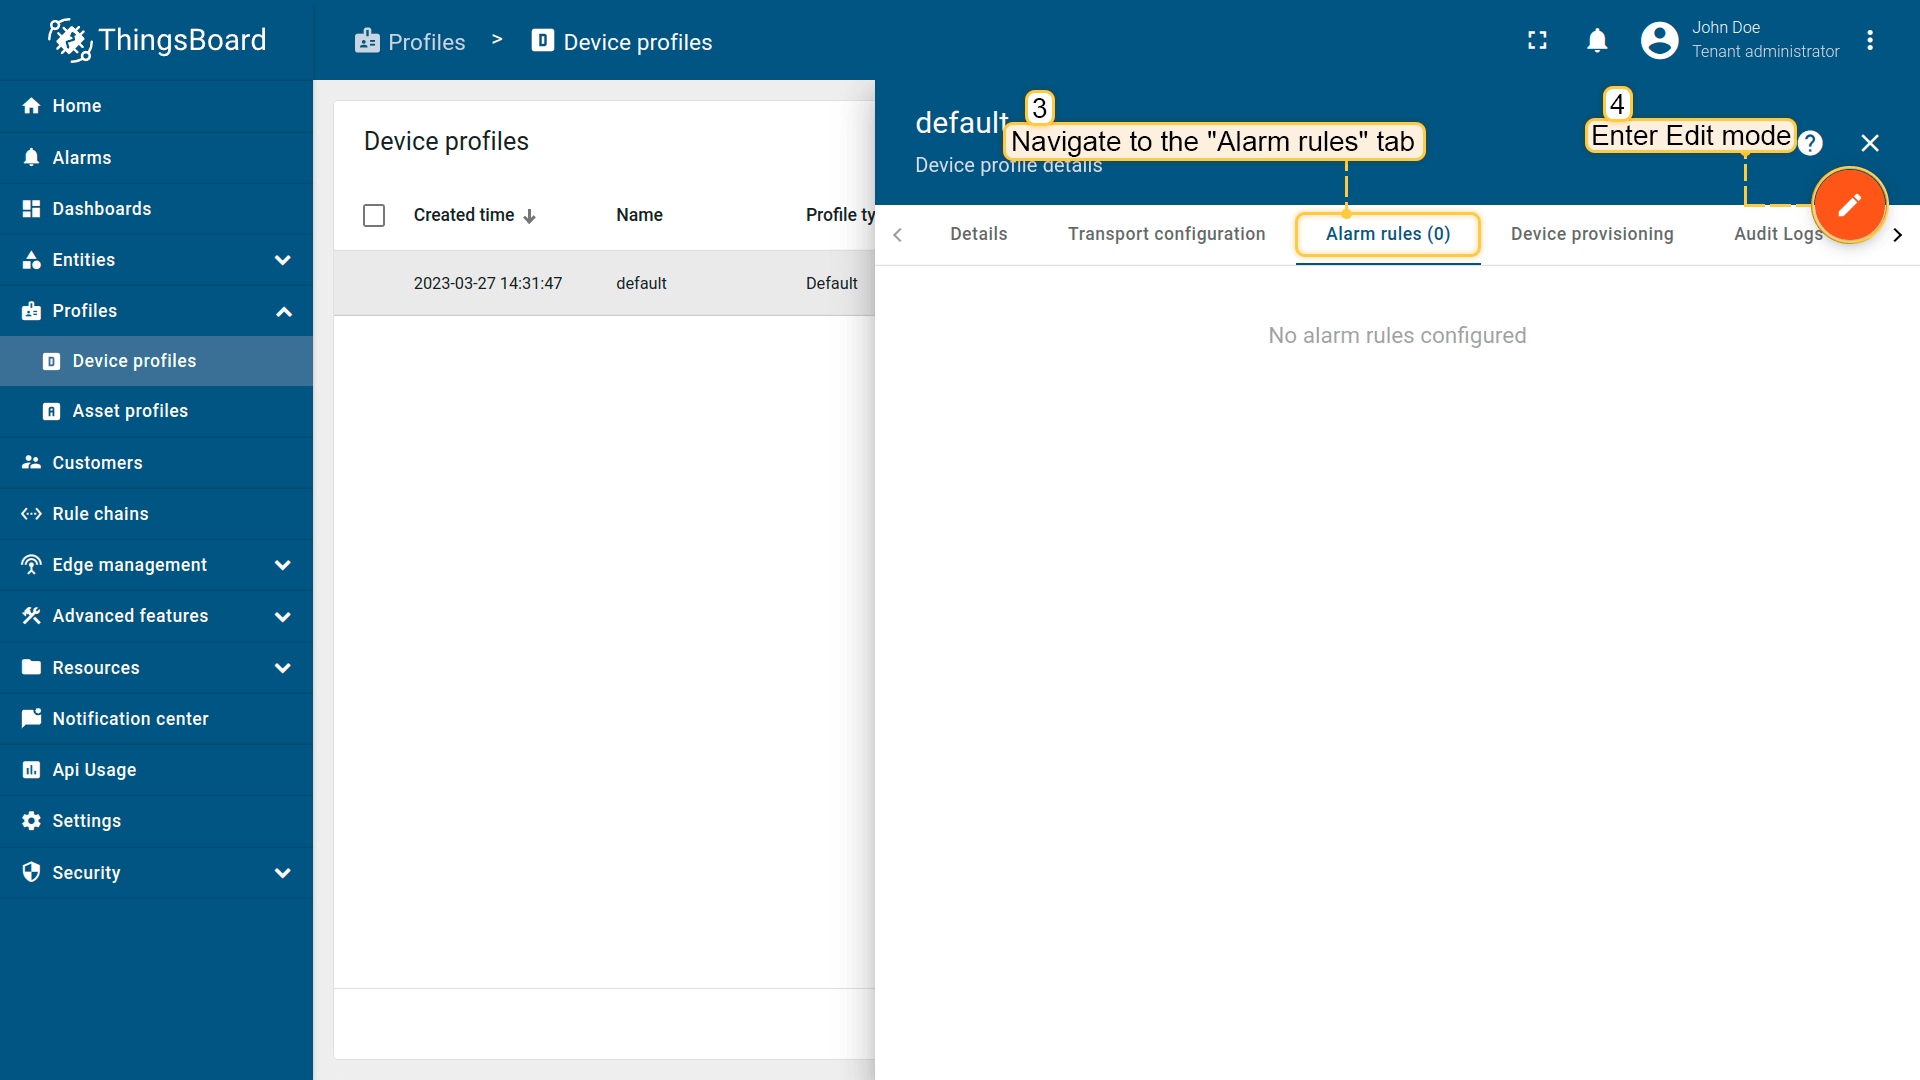 ThingsBoard
Profiles > Device profiles
John Doe
Tenant administrator
Home
Alarms
Dashboards
Entities
Profiles
Device profiles
Asset profiles
Customers
Rule chains
Edge management
Advanced features
Resources
Notification center
Api Usage
Settings
Security
Device profiles
Created time Name Profile ty
2023-03-27 14:31:47 default Default
default
Device profile details
3
Navigate to the "Alarm rules" tab
4
Enter Edit mode
Details Transport configuration Alarm rules (0) Device provisioning Audit Logs
No alarm rules configured